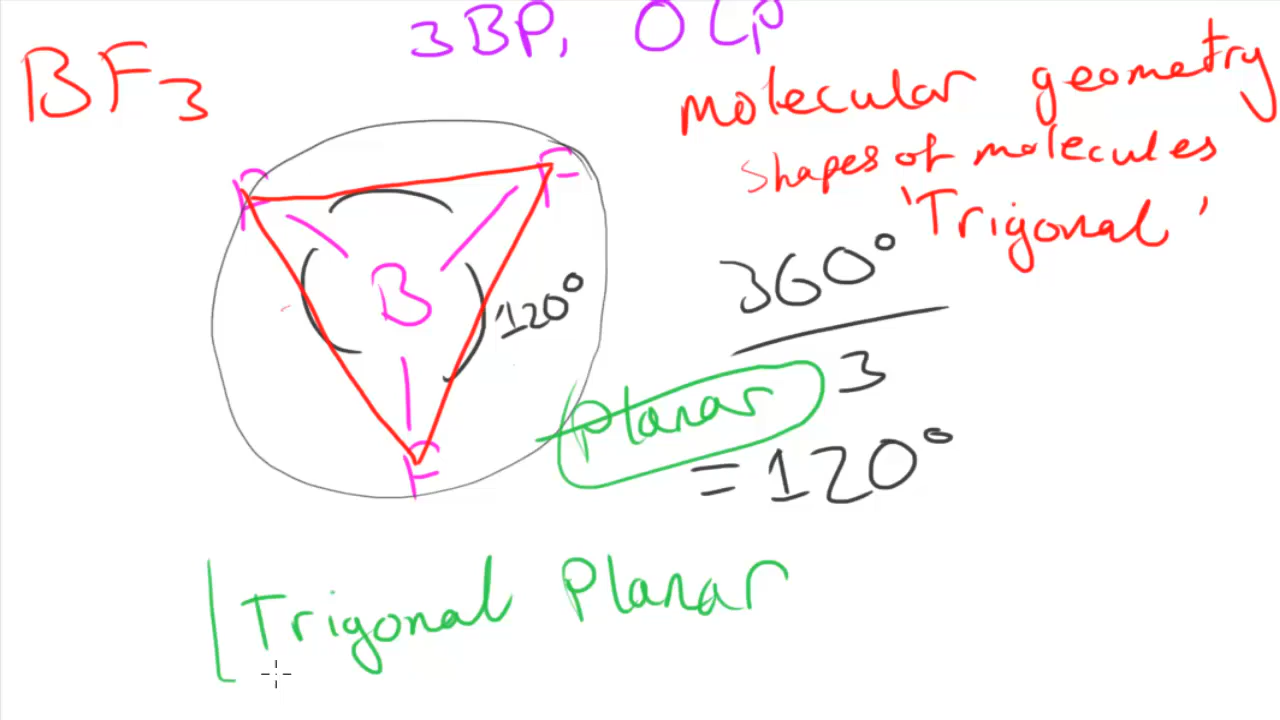 3BP, 0LP
BF3
molecular geometry
shapes of molecules
'Trigonal'
F
F
B
F
120°
360°
3
= 120°
planar
Trigonal Planar